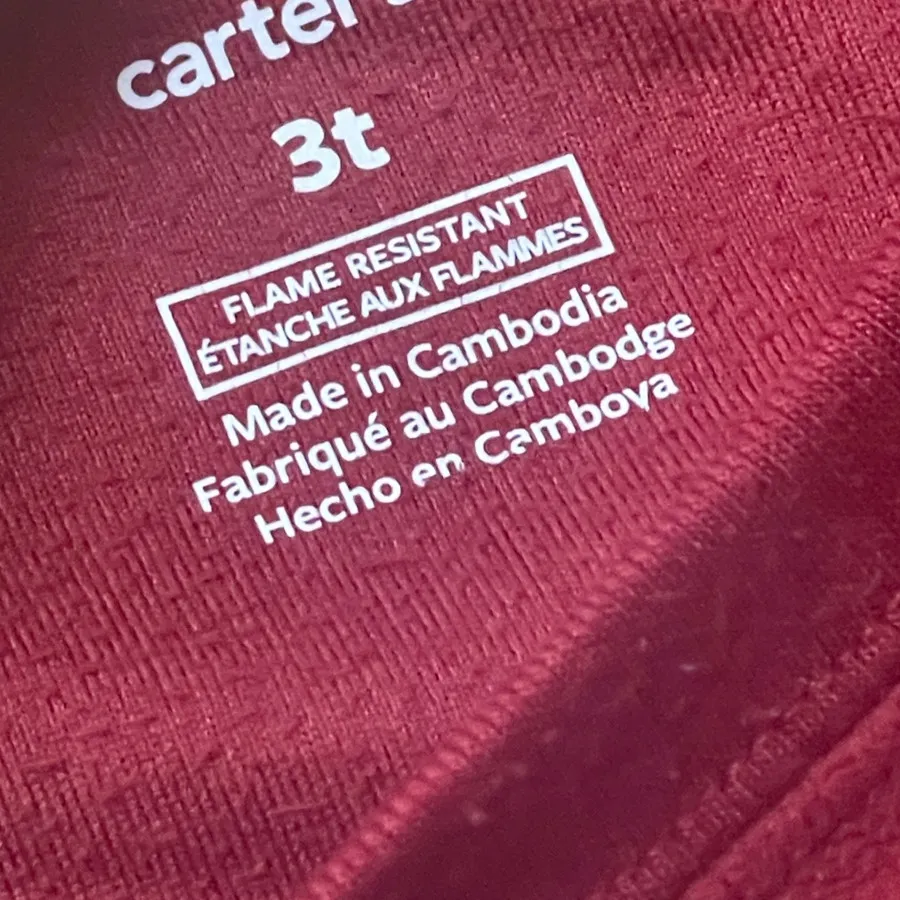 carter
3t
FLAME RESISTANT
ÉTANCHE AUX FLAMMES
Made in Cambodia
Fabriqué au Cambodge
Hecho en Camboya